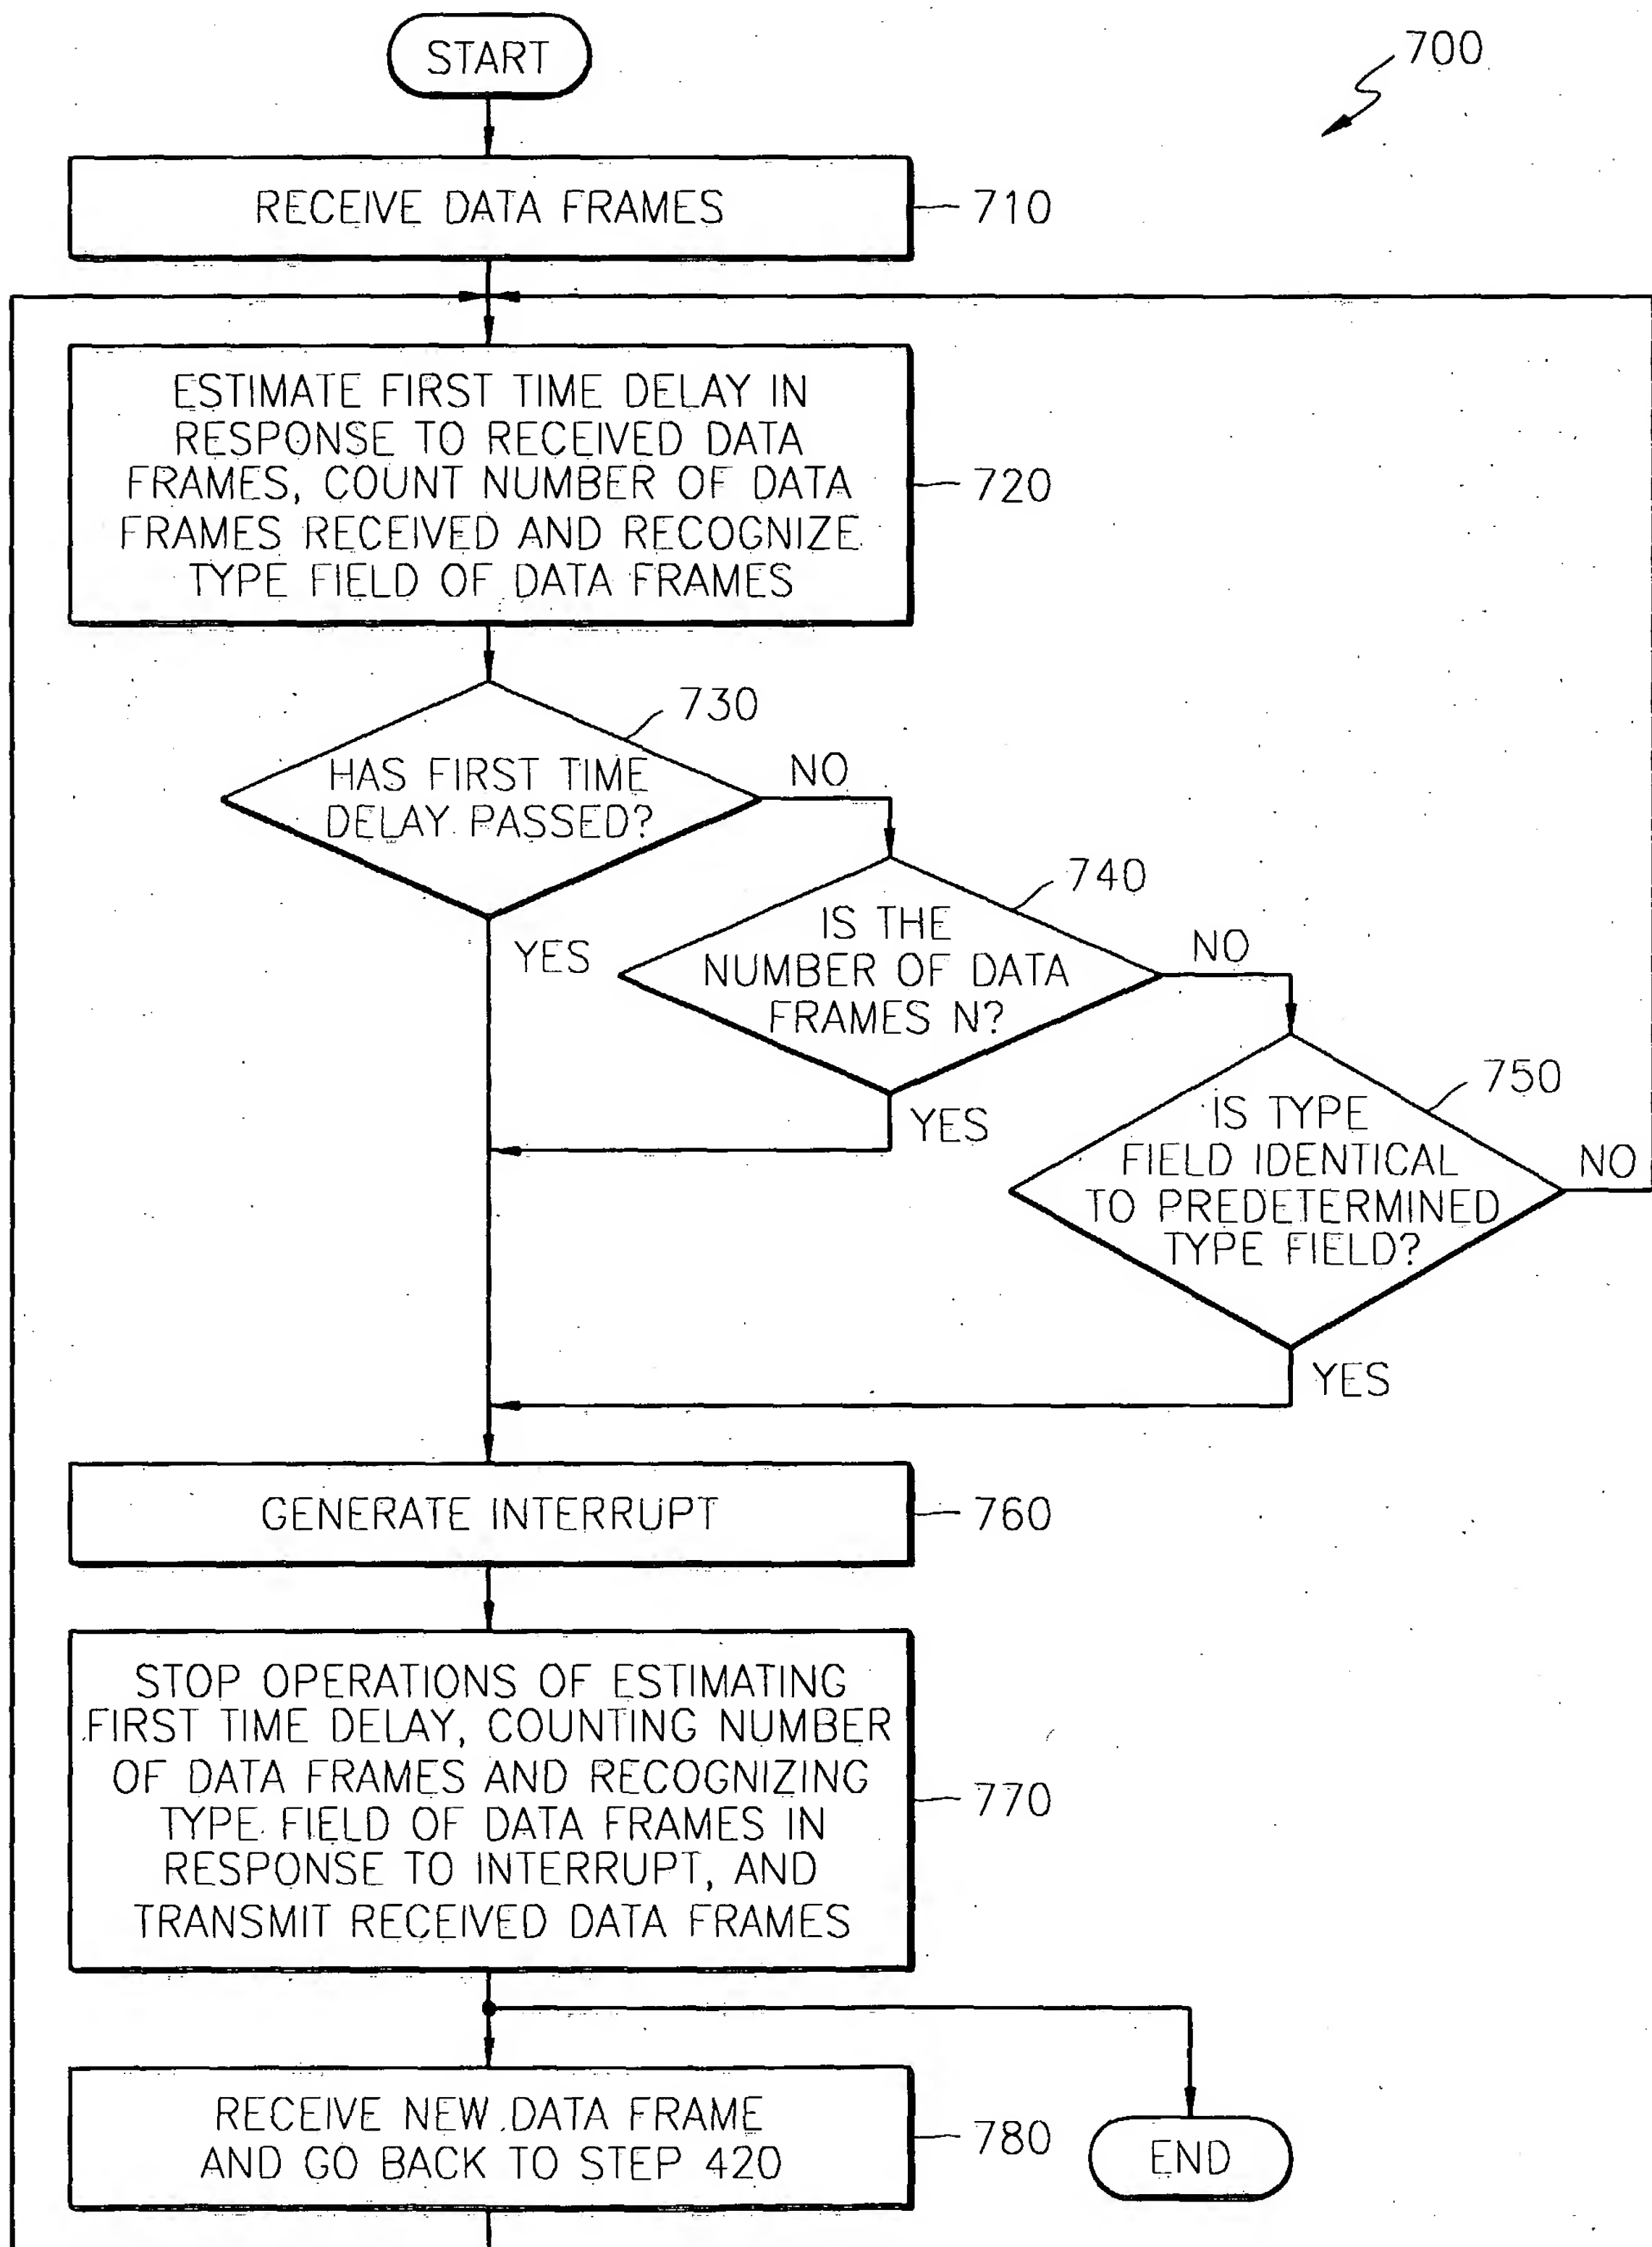 START
700
RECEIVE DATA FRAMES
710
ESTIMATE FIRST TIME DELAY IN
RESPONSE TO RECEIVED DATA
FRAMES, COUNT NUMBER OF DATA
FRAMES RECEIVED AND RECOGNIZE
TYPE FIELD OF DATA FRAMES
720
730
HAS FIRST TIME
DELAY PASSED?
NO
YES
740
IS THE
NUMBER OF DATA
FRAMES N?
NO
YES
750
IS TYPE
FIELD IDENTICAL
TO PREDETERMINED
TYPE FIELD?
NO
YES
GENERATE INTERRUPT
760
STOP OPERATIONS OF ESTIMATING
FIRST TIME DELAY, COUNTING NUMBER
OF DATA FRAMES AND RECOGNIZING
TYPE FIELD OF DATA FRAMES IN
RESPONSE TO INTERRUPT, AND
TRANSMIT RECEIVED DATA FRAMES
770
RECEIVE NEW DATA FRAME
AND GO BACK TO STEP 420
780
END